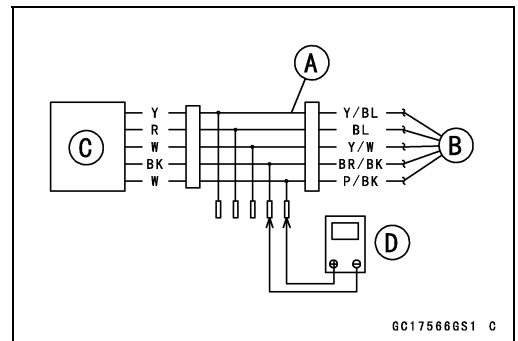 A
Y Y/BL
R BL
C W Y/W B
BK BR/BK
W P/BK
D
⊕ ⊖
GC17566GS1 C